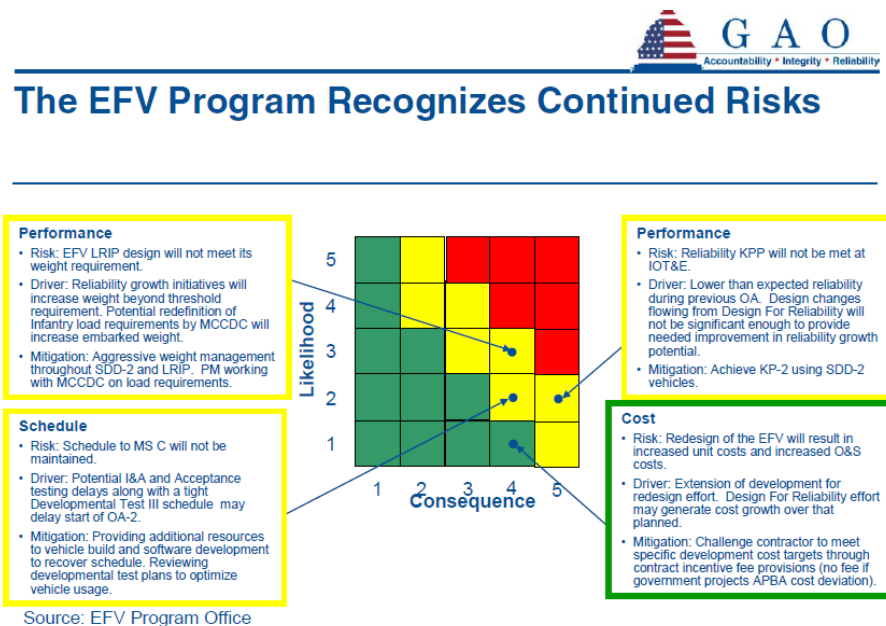 G A O
Accountability * Integrity * Reliability
The EFV Program Recognizes Continued Risks
Performance
• Risk: EFV LRIP design will not meet its
weight requirement.
• Driver: Reliability growth initiatives will
increase weight beyond threshold
requirement. Potential redefinition of
Infantry load requirements by MCCDC will
increase embarked weight.
• Mitigation: Aggressive weight management
throughout SDD-2 and LRIP. PM working
with MCCDC on load requirements.
Schedule
• Risk: Schedule to MS C will not be
maintained.
• Driver: Potential I&A and Acceptance
testing delays along with a tight
Developmental Test III schedule may
delay start of OA-2.
• Mitigation: Providing additional resources
to vehicle build and software development
to recover schedule. Reviewing
developmental test plans to optimize
vehicle usage.
Likelihood
5
4
3
2
1
1 2 3 4 5
Consequence
Performance
• Risk: Reliability KPP will not be met at
IOT&E.
• Driver: Lower than expected reliability
during previous OA. Design changes
flowing from Design For Reliability will
not be significant enough to provide
needed improvement in reliability growth
potential.
• Mitigation: Achieve KP-2 using SDD-2
vehicles.
Cost
• Risk: Redesign of the EFV will result in
increased unit costs and increased O&S
costs.
• Driver: Extension of development for
redesign effort. Design For Reliability effort
may generate cost growth over that
planned.
• Mitigation: Challenge contractor to meet
specific development cost targets through
contract incentive fee provisions (no fee if
government projects APBA cost deviation).
Source: EFV Program Office